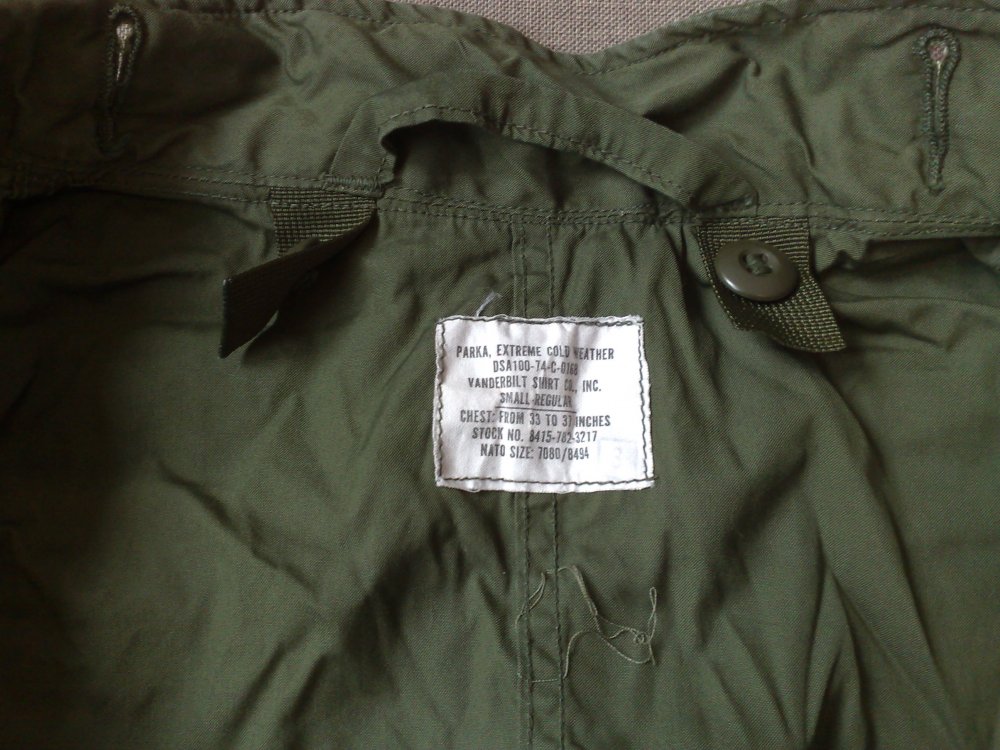 PARKA, EXTREME COLD WEATHER
DSA100-74-C-0168
VANDERBILT SHIRT CO., INC.
SMALL-REGULAR
CHEST: FROM 33 TO 37 INCHES
STOCK NO. 8415-782-3217
NATO SIZE: 7080/8494